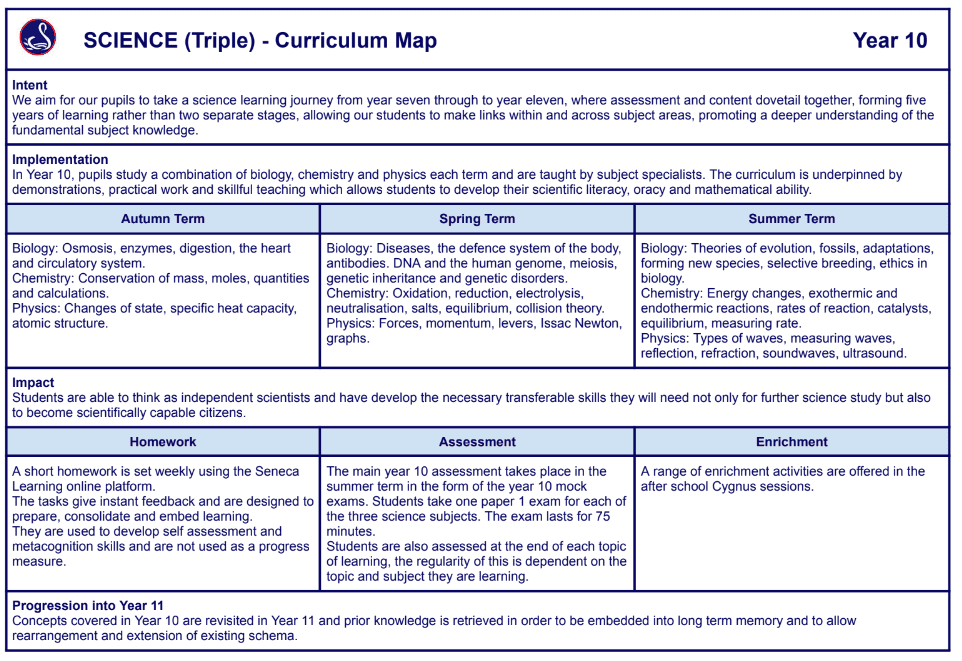 SCIENCE (Triple) - Curriculum Map Year 10
Intent
We aim for our pupils to take a science learning journey from year seven through to year eleven, where assessment and content dovetail together, forming five
years of learning rather than two separate stages, allowing our students to make links within and across subject areas, promoting a deeper understanding of the
fundamental subject knowledge.
Implementation
In Year 10, pupils study a combination of biology, chemistry and physics each term and are taught by subject specialists. The curriculum is underpinned by
demonstrations, practical work and skillful teaching which allows students to develop their scientific literacy, oracy and mathematical ability.
Autumn Term
Biology: Osmosis, enzymes, digestion, the heart
and circulatory system.
Chemistry: Conservation of mass, moles, quantities
and calculations.
Physics: Changes of state, specific heat capacity,
atomic structure.
Spring Term
Biology: Diseases, the defence system of the body,
antibodies. DNA and the human genome, meiosis,
genetic inheritance and genetic disorders.
Chemistry: Oxidation, reduction, electrolysis,
neutralisation, salts, equilibrium, collision theory.
Physics: Forces, momentum, levers, Issac Newton,
graphs.
Summer Term
Biology: Theories of evolution, fossils, adaptations,
forming new species, selective breeding, ethics in
biology.
Chemistry: Energy changes, exothermic and
endothermic reactions, rates of reaction, catalysts,
equilibrium, measuring rate.
Physics: Types of waves, measuring waves,
reflection, refraction, soundwaves, ultrasound.
Impact
Students are able to think as independent scientists and have develop the necessary transferable skills they will need not only for further science study but also
to become scientifically capable citizens.
Homework
A short homework is set weekly using the Seneca
Learning online platform.
The tasks give instant feedback and are designed to
prepare, consolidate and embed learning.
They are used to develop self assessment and
metacognition skills and are not used as a progress
measure.
Assessment
The main year 10 assessment takes place in the
summer term in the form of the year 10 mock
exams. Students take one paper 1 exam for each of
the three science subjects. The exam lasts for 75
minutes.
Students are also assessed at the end of each topic
of learning, the regularity of this is dependent on the
topic and subject they are learning.
Enrichment
A range of enrichment activities are offered in the
after school Cygnus sessions.
Progression into Year 11
Concepts covered in Year 10 are revisited in Year 11 and prior knowledge is retrieved in order to be embedded into long term memory and to allow
rearrangement and extension of existing schema.